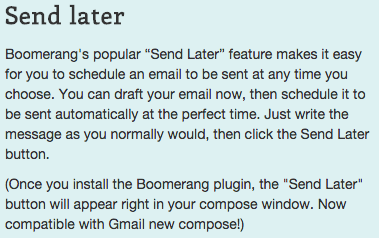 Send later
Boomerang's popular “Send Later” feature makes it easy
for you to schedule an email to be sent at any time you
choose. You can draft your email now, then schedule it to
be sent automatically at the perfect time. Just write the
message as you normally would, then click the Send Later
button.
(Once you install the Boomerang plugin, the "Send Later"
button will appear right in your compose window. Now
compatible with Gmail new compose!)